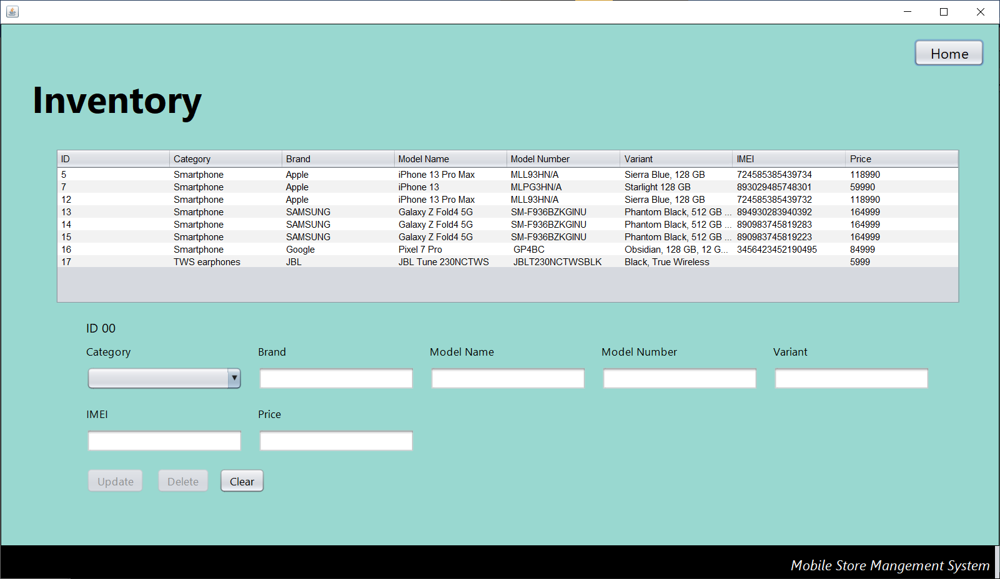 Home
Inventory
ID Category Brand Model Name Model Number Variant IMEI Price
5 Smartphone Apple iPhone 13 Pro Max MLL93HN/A Sierra Blue, 128 GB 724585385439734 118990
7 Smartphone Apple iPhone 13 MLPG3HN/A Starlight 128 GB 893029485748301 59990
12 Smartphone Apple iPhone 13 Pro Max MLL93HN/A Sierra Blue, 128 GB 724585385439732 118990
13 Smartphone SAMSUNG Galaxy Z Fold4 5G SM-F936BZKGINU Phantom Black, 512 GB ... 894930283940392 164999
14 Smartphone SAMSUNG Galaxy Z Fold4 5G SM-F936BZKGINU Phantom Black, 512 GB ... 890983745819283 164999
15 Smartphone SAMSUNG Galaxy Z Fold4 5G SM-F936BZKGINU Phantom Black, 512 GB ... 890983745819223 164999
16 Smartphone Google Pixel 7 Pro GP4BC Obsidian, 128 GB, 12 G... 3456423452190495 84999
17 TWS earphones JBL JBL Tune 230NCTWS JBLT230NCTWSBLK Black, True Wireless 5999
ID 00
Category Brand Model Name Model Number Variant
IMEI Price
Update Delete Clear
Mobile Store Mangement System